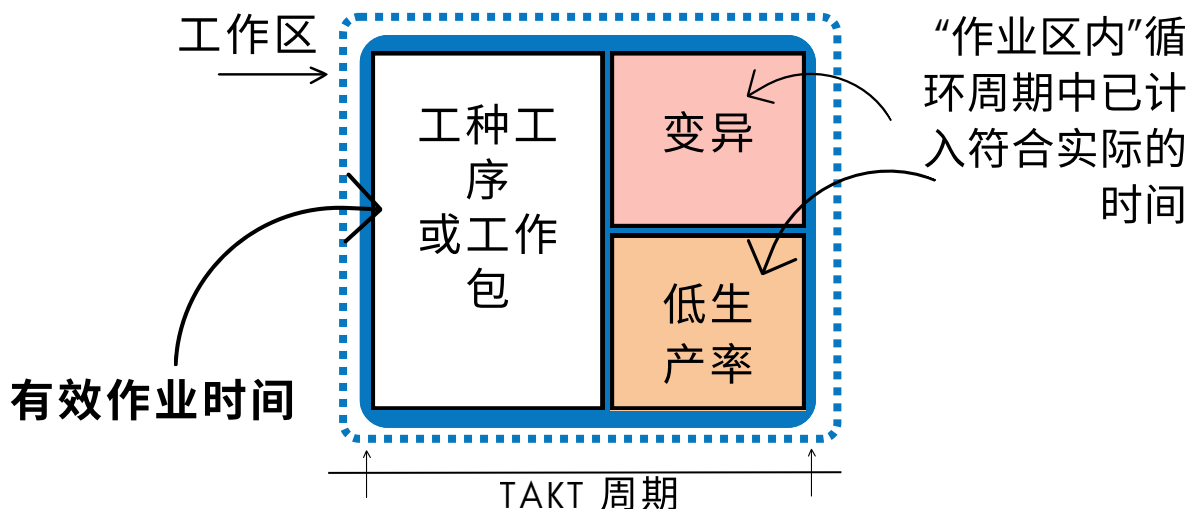 工作区
“作业区内”循
环周期中已计
入符合实际的
时间
工种工
序
或工作
包
变异
低生
产率
有效作业时间
TAKT 周期